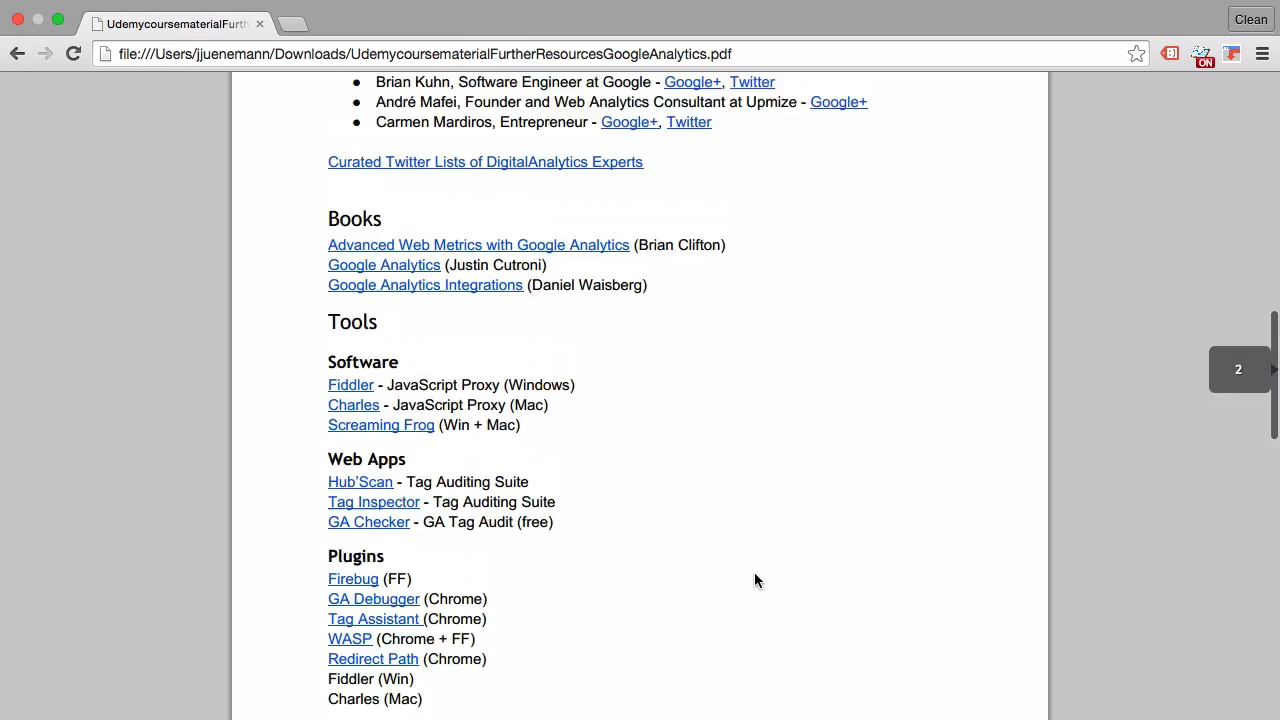 UdemycoursematerialFurth
Clean
file:///Users/jjuenemann/Downloads/UdemycoursematerialFurtherResourcesGoogleAnalytics.pdf
ON
● Brian Kuhn, Software Engineer at Google - Google+, Twitter
● André Mafei, Founder and Web Analytics Consultant at Upmize - Google+
● Carmen Mardiros, Entrepreneur - Google+, Twitter
Curated Twitter Lists of DigitalAnalytics Experts
Books
Advanced Web Metrics with Google Analytics (Brian Clifton)
Google Analytics (Justin Cutroni)
Google Analytics Integrations (Daniel Waisberg)
Tools
Software
Fiddler - JavaScript Proxy (Windows)
Charles - JavaScript Proxy (Mac)
Screaming Frog (Win + Mac)
2
Web Apps
Hub’Scan - Tag Auditing Suite
Tag Inspector - Tag Auditing Suite
GA Checker - GA Tag Audit (free)
Plugins
Firebug (FF)
GA Debugger (Chrome)
Tag Assistant (Chrome)
WASP (Chrome + FF)
Redirect Path (Chrome)
Fiddler (Win)
Charles (Mac)